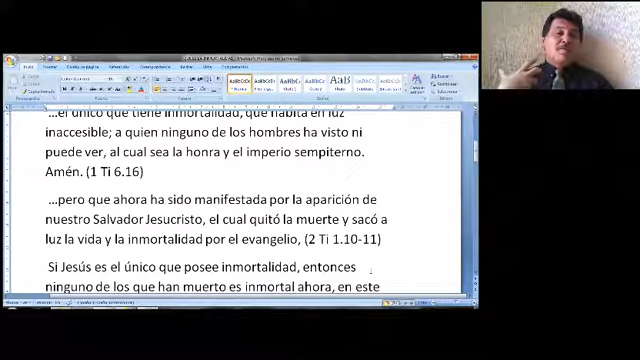 …el único que tiene inmortalidad, que habita en luz
inaccesible; a quien ninguno de los hombres ha visto ni
puede ver, al cual sea la honra y el imperio sempiterno.
Amén. (1 Ti 6.16)
…pero que ahora ha sido manifestada por la aparición de
nuestro Salvador Jesucristo, el cual quitó la muerte y sacó a
luz la vida y la inmortalidad por el evangelio, (2 Ti 1.10-11)
Si Jesús es el único que posee inmortalidad, entonces
ninguno de los que han muerto es inmortal ahora, en este